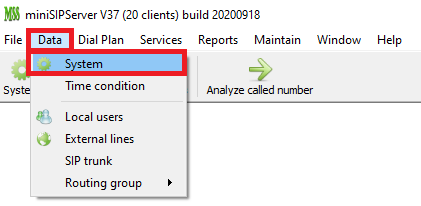 MSS miniSIPServer V37 (20 clients) build 20200918
File Data Dial Plan Services Reports Maintain Window Help
System
Time condition
Local users
External lines
SIP trunk
Routing group
Syste
Analyze called number